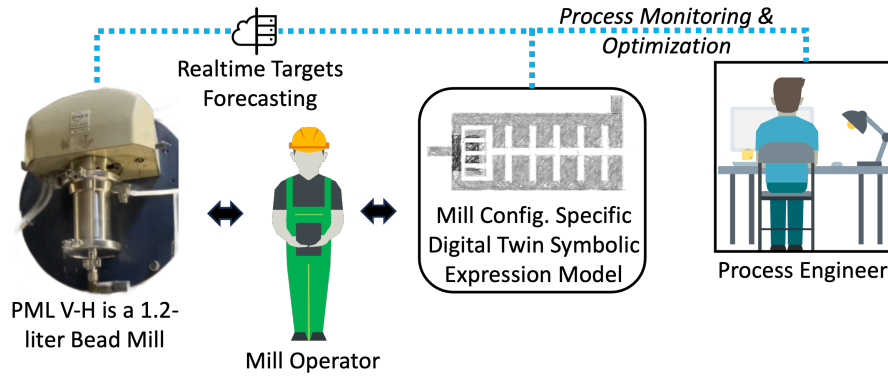 Process Monitoring &
Optimization
Realtime Targets
Forecasting
Mill Config. Specific
Digital Twin Symbolic
Expression Model
Process Engineer
PML V-H is a 1.2-
liter Bead Mill
Mill Operator